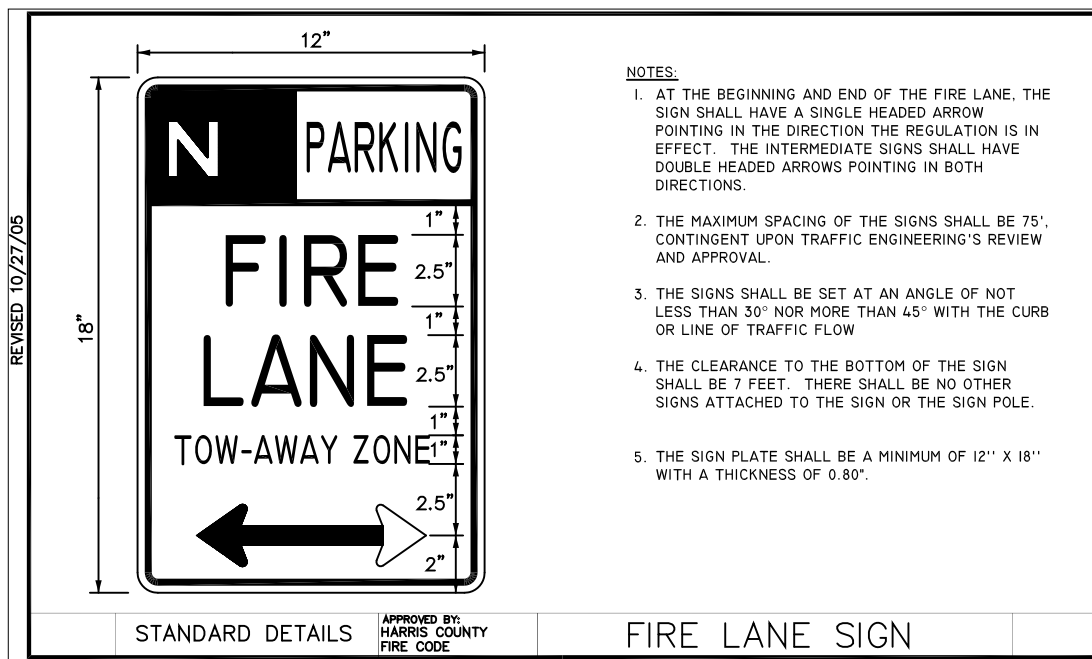 12"
N PARKING
1"
FIRE
2.5"
1"
LANE
2.5"
1"
TOW-AWAY ZONE
1"
2.5"
2"
18"
REVISED 10/27/05
NOTES:
1. AT THE BEGINNING AND END OF THE FIRE LANE, THE
SIGN SHALL HAVE A SINGLE HEADED ARROW
POINTING IN THE DIRECTION THE REGULATION IS IN
EFFECT. THE INTERMEDIATE SIGNS SHALL HAVE
DOUBLE HEADED ARROWS POINTING IN BOTH
DIRECTIONS.
2. THE MAXIMUM SPACING OF THE SIGNS SHALL BE 75',
CONTINGENT UPON TRAFFIC ENGINEERING'S REVIEW
AND APPROVAL.
3. THE SIGNS SHALL BE SET AT AN ANGLE OF NOT
LESS THAN 30° NOR MORE THAN 45° WITH THE CURB
OR LINE OF TRAFFIC FLOW
4. THE CLEARANCE TO THE BOTTOM OF THE SIGN
SHALL BE 7 FEET. THERE SHALL BE NO OTHER
SIGNS ATTACHED TO THE SIGN OR THE SIGN POLE.
5. THE SIGN PLATE SHALL BE A MINIMUM OF 12'' X 18''
WITH A THICKNESS OF 0.80".
STANDARD DETAILS
APPROVED BY:
HARRIS COUNTY
FIRE CODE
FIRE LANE SIGN